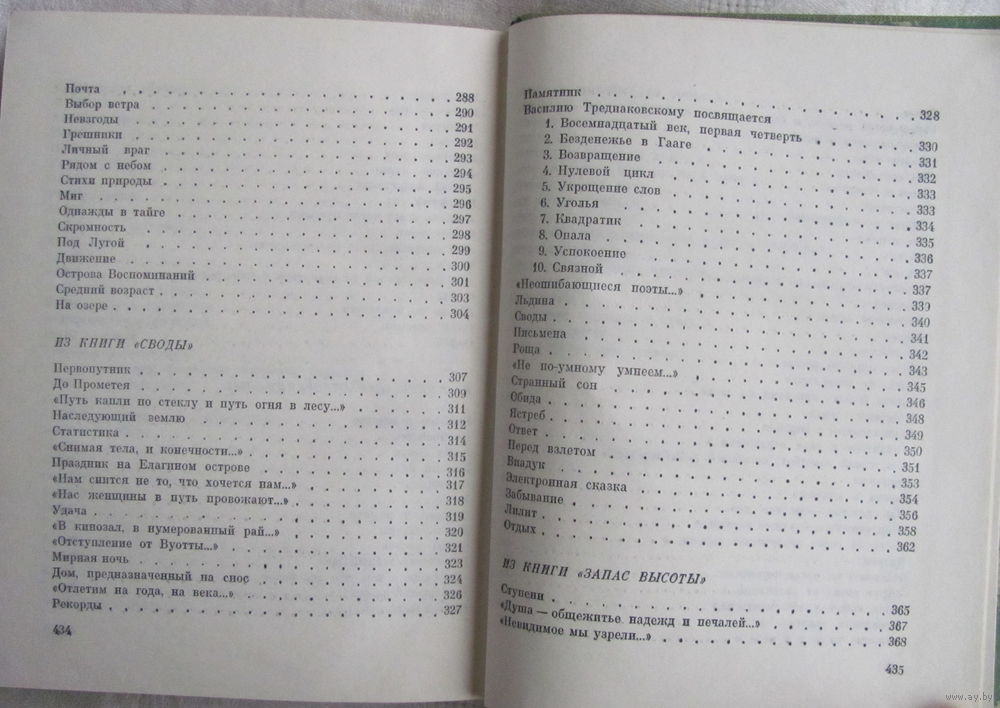 Почта . . . 288
Выбор ветра . . . 290
Невзгоды . . . 291
Грешники . . . 292
Личный враг . . . 293
Рядом с небом . . . 294
Стихи природы . . . 295
Миг . . . 296
Однажды в тайге . . . 297
Скромность . . . 298
Под Лугой . . . 299
Движение . . . 300
Острова Воспоминаний . . . 301
Средний возраст . . . 303
На озере . . . 304
ИЗ КНИГИ «СВОДЫ»
Первопутник . . . 307
До Прометея . . . 309
«Путь капли по стеклу и путь огня в лесу...» . . . 311
Наследующий землю . . . 312
Статистика . . . 314
«Снимая тела, и конечности...» . . . 315
Праздник на Елагином острове . . . 316
«Нам снится не то, что хочется нам...» . . . 317
«Нас женщины в путь провожают...» . . . 318
Удача . . . 319
«В кинозал, в нумерованный рай...» . . . 320
«Отступление от Вуотты...» . . . 321
Мирная ночь . . . 323
Дом, предназначенный на снос . . . 324
«Отлетим на года, на века...» . . . 326
Рекорды . . . 327
434
Памятник . . . 328
Василию Тредиаковскому посвящается
1. Восемнадцатый век, первая четверть . . . 330
2. Безденежье в Гааге . . . 331
3. Возвращение . . . 332
4. Нулевой цикл . . . 333
5. Укрощение слов . . . 333
6. Уголья . . . 334
7. Квадратик . . . 335
8. Опала . . . 336
9. Успокоение . . . 337
10. Связной . . . 337
«Неошибающиеся поэты...» . . . 339
Льдина . . . 340
Своды . . . 341
Письмена . . . 342
Роща . . . 343
«Не по-умному умнеем...» . . . 345
Странный сон . . . 346
Обида . . . 348
Ястреб . . . 349
Ответ . . . 350
Перед взлетом . . . 351
Виадук . . . 353
Электронная сказка . . . 354
Забывание . . . 356
Лилит . . . 358
Отдых . . . 362
ИЗ КНИГИ «ЗАПАС ВЫСОТЫ»
Ступени . . . 365
«Душа — общежитье надежд и печалей...» . . . 367
«Невидимое мы узрели...» . . . 368
435
www.ay.by